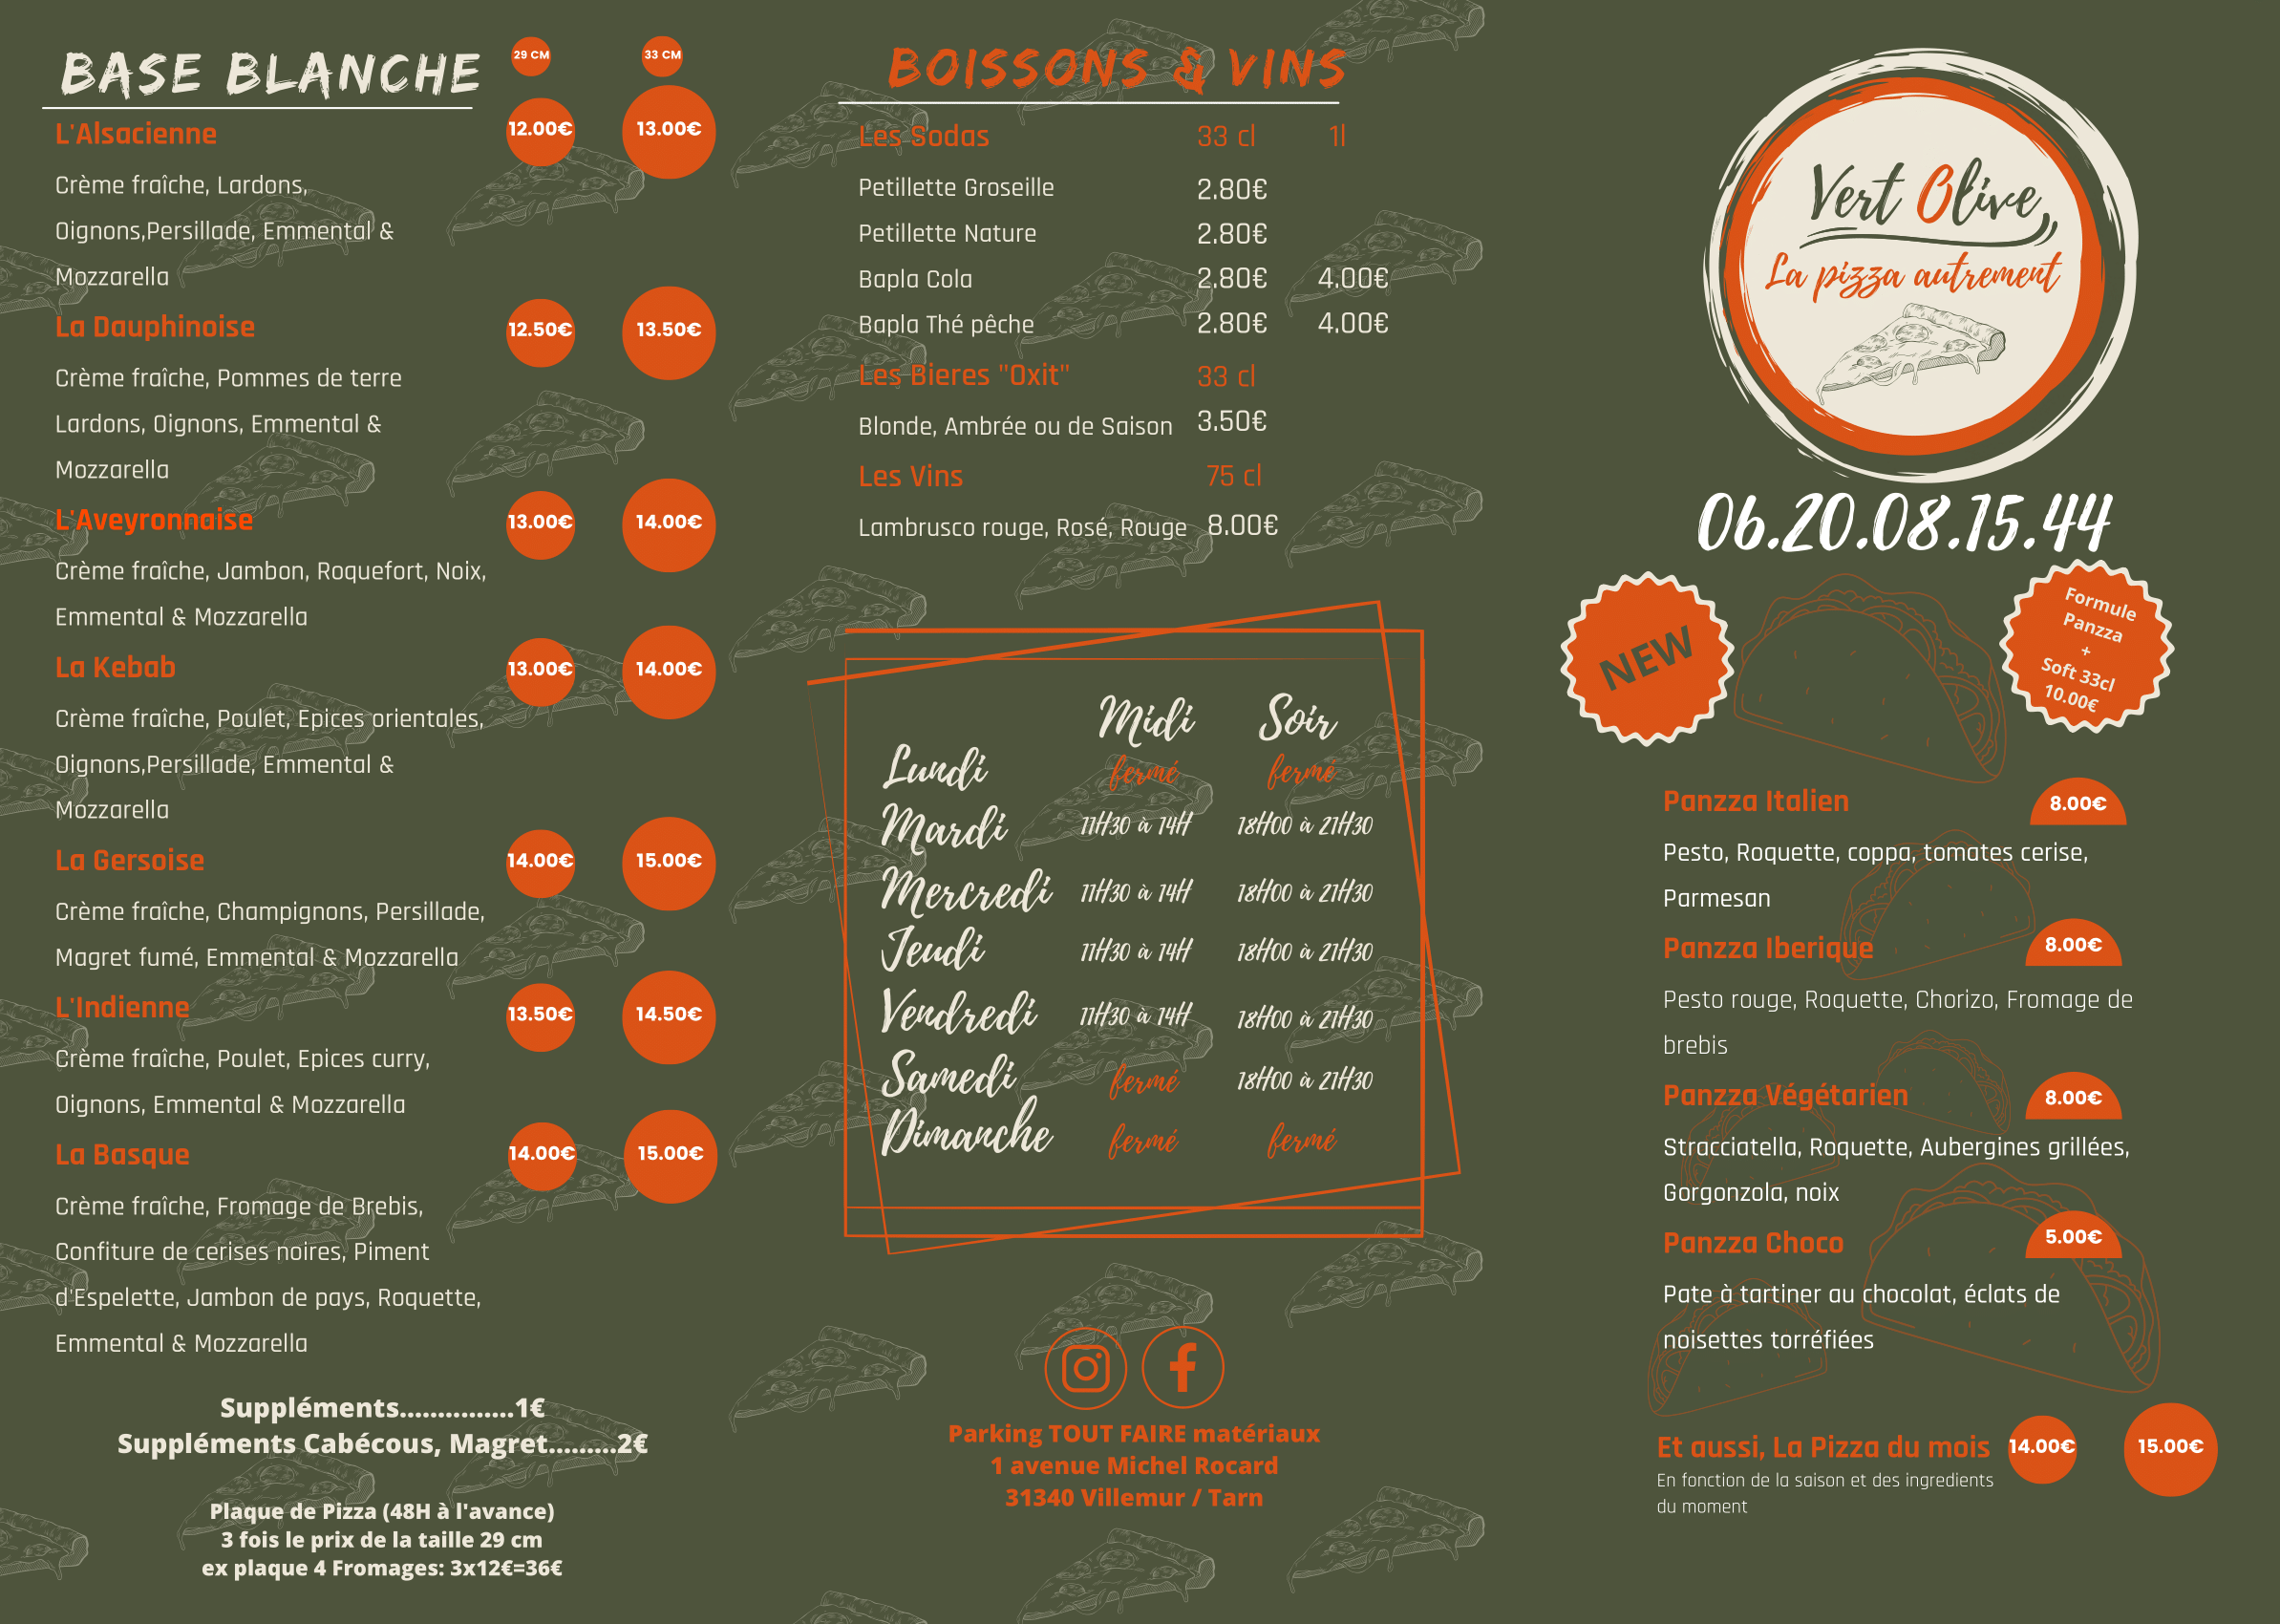 BASE BLANCHE
29 CM
33 CM
L'Alsacienne
12.00€
13.00€
Crème fraîche, Lardons,
Oignons,Persillade, Emmental &
Mozzarella
La Dauphinoise
12.50€
13.50€
Crème fraîche, Pommes de terre
Lardons, Oignons, Emmental &
Mozzarella
L'Aveyronnaise
13.00€
14.00€
Crème fraîche, Jambon, Roquefort, Noix,
Emmental & Mozzarella
La Kebab
13.00€
14.00€
Crème fraîche, Poulet, Epices orientales,
Oignons,Persillade, Emmental &
Mozzarella
La Gersoise
14.00€
15.00€
Crème fraîche, Champignons, Persillade,
Magret fumé, Emmental & Mozzarella
L'Indienne
13.50€
14.50€
Crème fraîche, Poulet, Epices curry,
Oignons, Emmental & Mozzarella
La Basque
14.00€
15.00€
Crème fraîche, Fromage de Brebis,
Confiture de cerises noires, Piment
d'Espelette, Jambon de pays, Roquette,
Emmental & Mozzarella
Suppléments...............1€
Suppléments Cabécous, Magret.........2€
Plaque de Pizza (48H à l'avance)
3 fois le prix de la taille 29 cm
ex plaque 4 Fromages: 3x12€=36€
BOISSONS & VINS
Les Sodas 33 cl 1l
Petillette Groseille 2.80€
Petillette Nature 2.80€
Bapla Cola 2.80€ 4.00€
Bapla Thé pêche 2.80€ 4.00€
Les Bieres "Oxit" 33 cl
Blonde, Ambrée ou de Saison 3.50€
Les Vins 75 cl
Lambrusco rouge, Rosé, Rouge 8.00€
Midi Soir
Lundi fermé fermé
Mardi 11H30 à 14H 18H00 à 21H30
Mercredi 11H30 à 14H 18H00 à 21H30
Jeudi 11H30 à 14H 18H00 à 21H30
Vendredi 11H30 à 14H 18H00 à 21H30
Samedi fermé 18H00 à 21H30
Dimanche fermé fermé
Parking TOUT FAIRE matériaux
1 avenue Michel Rocard
31340 Villemur / Tarn
Vert Olive
La pizza autrement
06.20.08.15.44
NEW
Formule
Panzza
+
Soft 33cl
10.00€
Panzza Italien
8.00€
Pesto, Roquette, coppa, tomates cerise,
Parmesan
Panzza Iberique
8.00€
Pesto rouge, Roquette, Chorizo, Fromage de
brebis
Panzza Végétarien
8.00€
Stracciatella, Roquette, Aubergines grillées,
Gorgonzola, noix
Panzza Choco
5.00€
Pate à tartiner au chocolat, éclats de
noisettes torréfiées
Et aussi, La Pizza du mois
14.00€
15.00€
En fonction de la saison et des ingredients
du moment